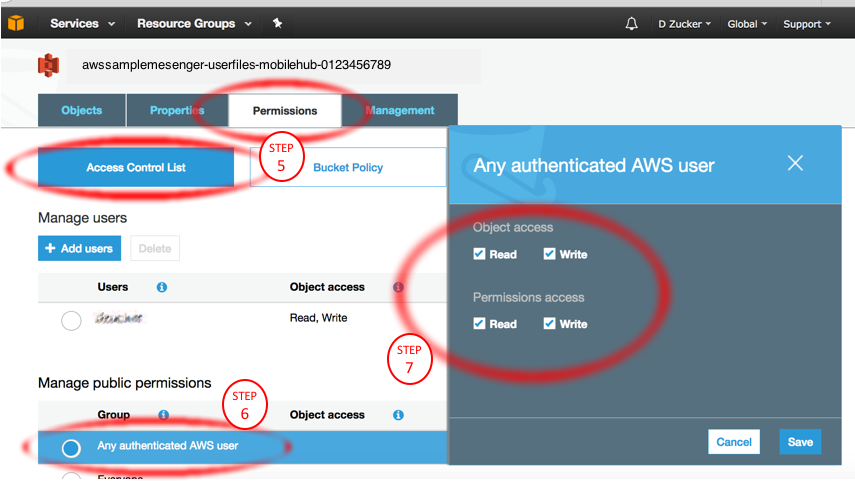 Services Resource Groups D Zucker Global Support
awssamplemesenger-userfiles-mobilehub-0123456789
Objects Properties Permissions Management
STEP
5
Access Control List Bucket Policy
Any authenticated AWS user
Manage users
Add users Delete
Users Object access
Read, Write
Object access
Read Write
Permissions access
Read Write
STEP
7
Manage public permissions
STEP
6
Group Object access
Any authenticated AWS user
Everyone
Cancel Save